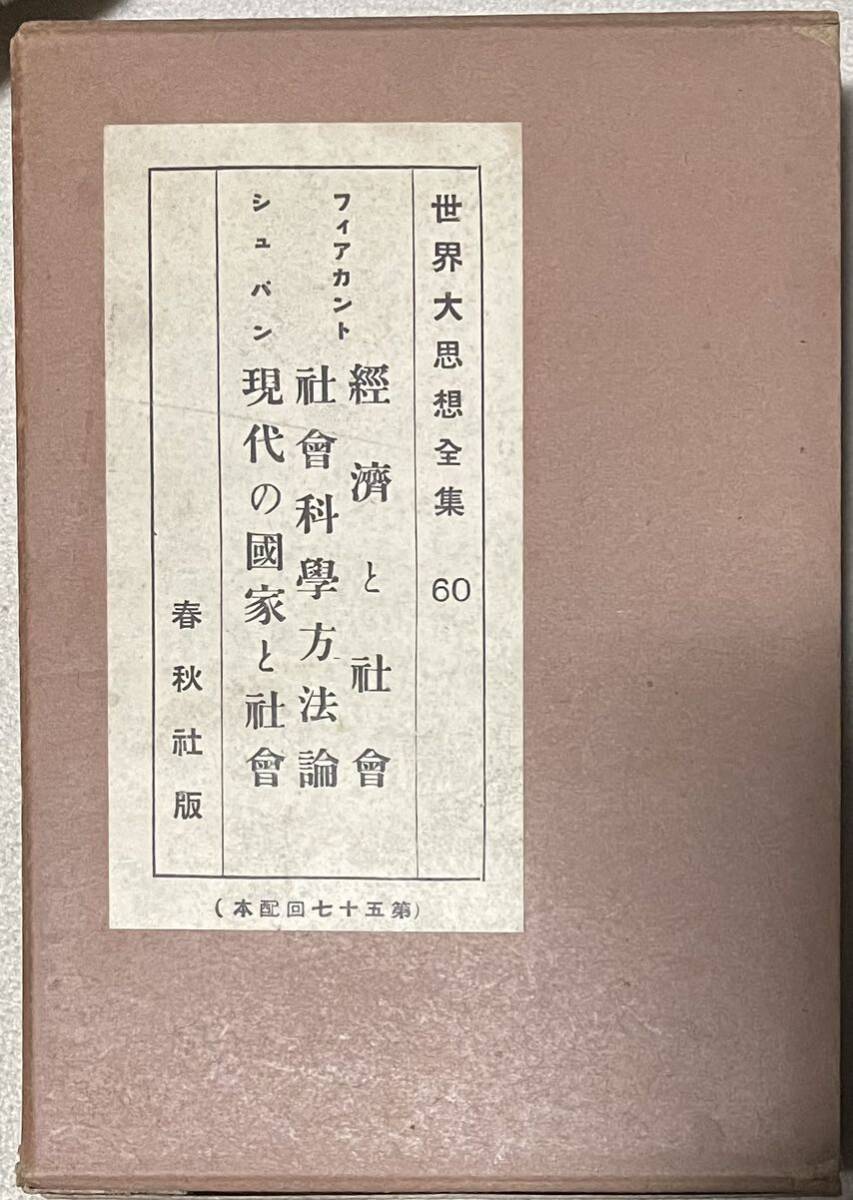 世界大思想全集 60
フィアカント
シュパン
經濟と社會
社會科學方法論
現代の國家と社會
春秋社版
(第五十七回配本)